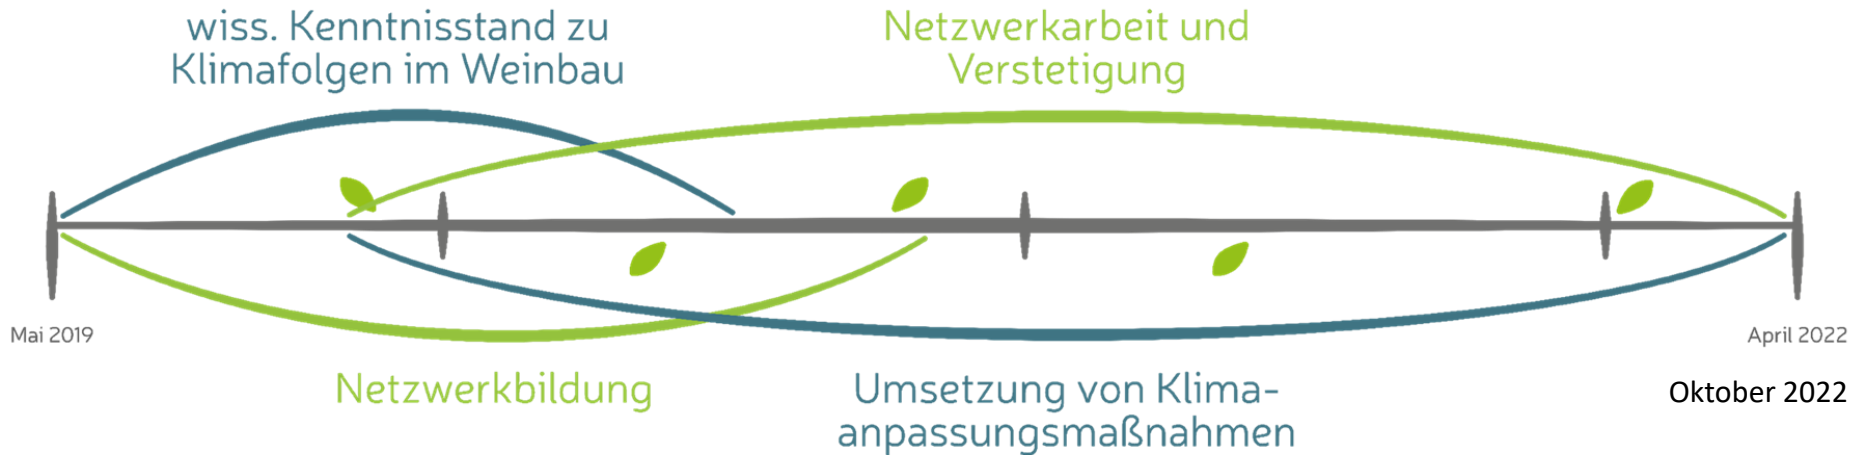 wiss. Kenntnisstand zu
Klimafolgen im Weinbau
Netzwerkarbeit und
Verstetigung
Mai 2019
April 2022
Netzwerkbildung
Umsetzung von Klima-
anpassungsmaßnahmen
Oktober 2022